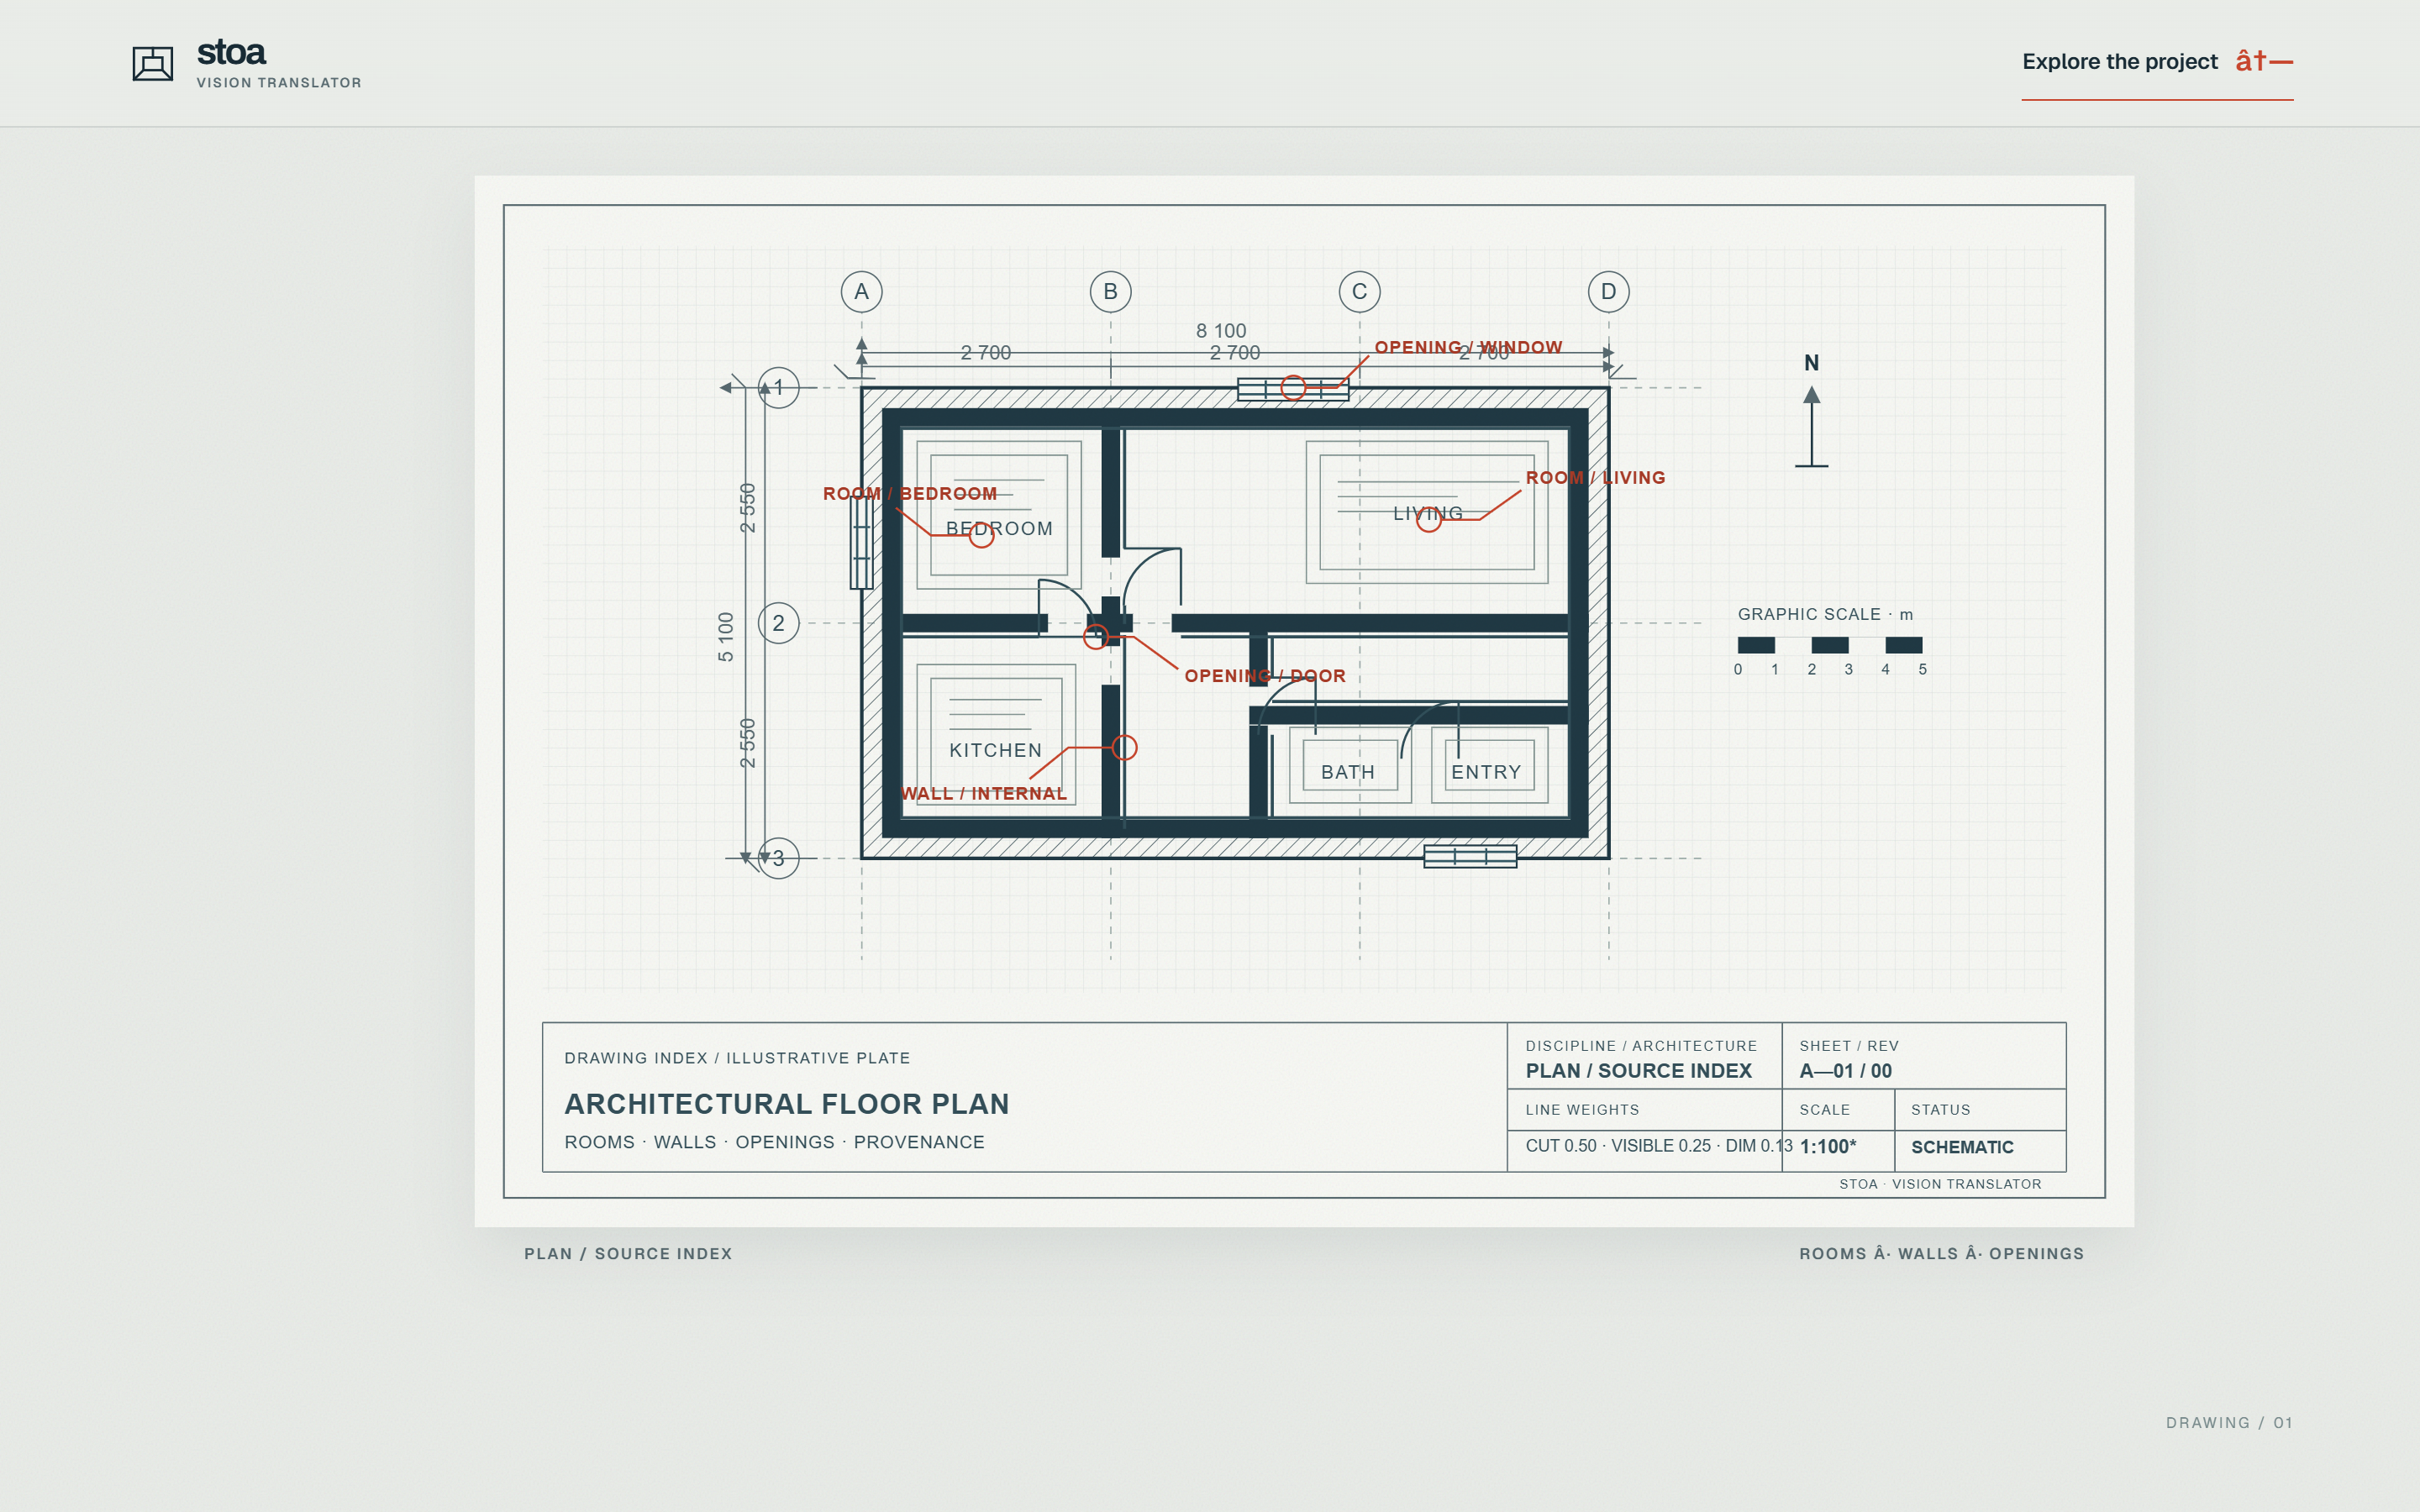 stoa
VISION TRANSLATOR
Explore the project â†—
A
B
C
D
8 100
2 700
2 700
2 700
OPENING / WINDOW
N
1
ROOM / LIVING
ROOM / BEDROOM
2 550
LIVING
BEDROOM
GRAPHIC SCALE · m
2
5 100
0 1 2 3 4 5
OPENING / DOOR
2 550
KITCHEN
BATH
ENTRY
WALL / INTERNAL
3
DRAWING INDEX / ILLUSTRATIVE PLATE
ARCHITECTURAL FLOOR PLAN
ROOMS · WALLS · OPENINGS · PROVENANCE
DISCIPLINE / ARCHITECTURE
PLAN / SOURCE INDEX
SHEET / REV
A—01 / 00
LINE WEIGHTS
CUT 0.50 · VISIBLE 0.25 · DIM 0.13
SCALE
1:100*
STATUS
SCHEMATIC
STOA · VISION TRANSLATOR
PLAN / SOURCE INDEX
ROOMS Â· WALLS Â· OPENINGS
DRAWING / 01